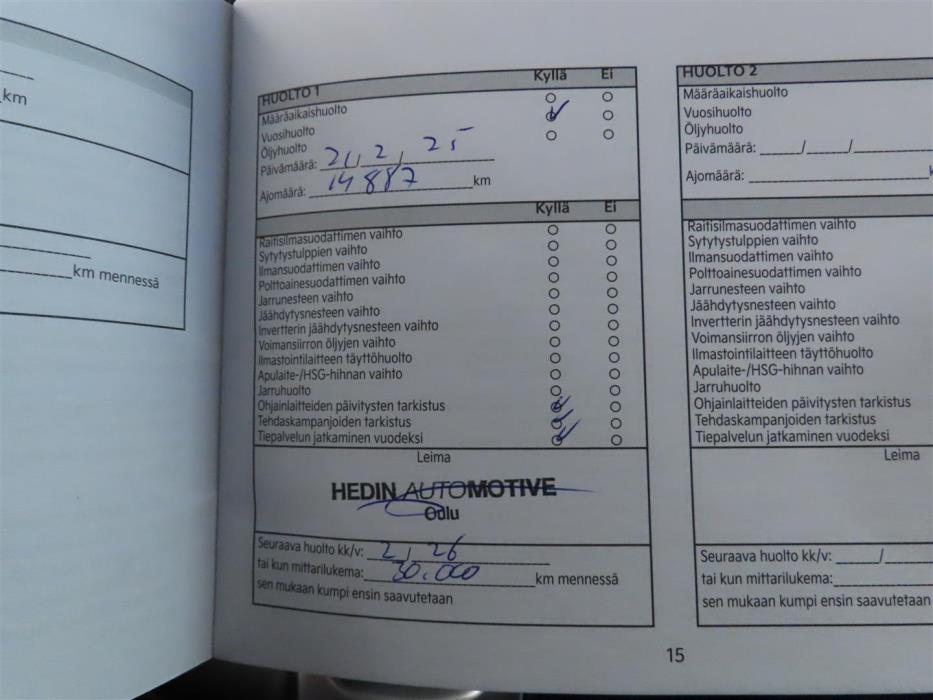 km
km mennessä
HUOLTO 1 Kyllä Ei
Määräaikaishuolto
Vuosihuolto
Öljyhuolto
Päivämäärä: 21, 2, 25
Ajomäärä: 14 887 km
Kyllä Ei
Raitisilmasuodattimen vaihto
Sytytystulppien vaihto
Ilmansuodattimen vaihto
Polttoainesuodattimen vaihto
Jarrunesteen vaihto
Jäähdytysnesteen vaihto
Invertterin jäähdytysnesteen vaihto
Voimansiirron öljyjen vaihto
Ilmastointilaitteen täyttöhuolto
Apulaite-/HSG-hihnan vaihto
Jarruhuolto
Ohjainlaitteiden päivitysten tarkistus
Tehdaskampanjoiden tarkistus
Tiepalvelun jatkaminen vuodeksi
Leima
HEDIN AUTOMOTIVE
Oulu
Seuraava huolto kk/v: 2, 26
tai kun mittarilukema: 30.000 km mennessä
sen mukaan kumpi ensin saavutetaan
HUOLTO 2
Määräaikaishuolto
Vuosihuolto
Öljyhuolto
Päivämäärä: / /
Ajomäärä:
Raitisilmasuodattimen vaihto
Sytytystulppien vaihto
Ilmansuodattimen vaihto
Polttoainesuodattimen vaihto
Jarrunesteen vaihto
Jäähdytysnesteen vaihto
Invertterin jäähdytysnesteen vaihto
Voimansiirron öljyjen vaihto
Ilmastointilaitteen täyttöhuolto
Apulaite-/HSG-hihnan vaihto
Jarruhuolto
Ohjainlaitteiden päivitysten tarkistus
Tehdaskampanjoiden tarkistus
Tiepalvelun jatkaminen vuodeksi
Leima
Seuraava huolto kk/v: /
tai kun mittarilukema:
sen mukaan kumpi ensin saavutetaan
15